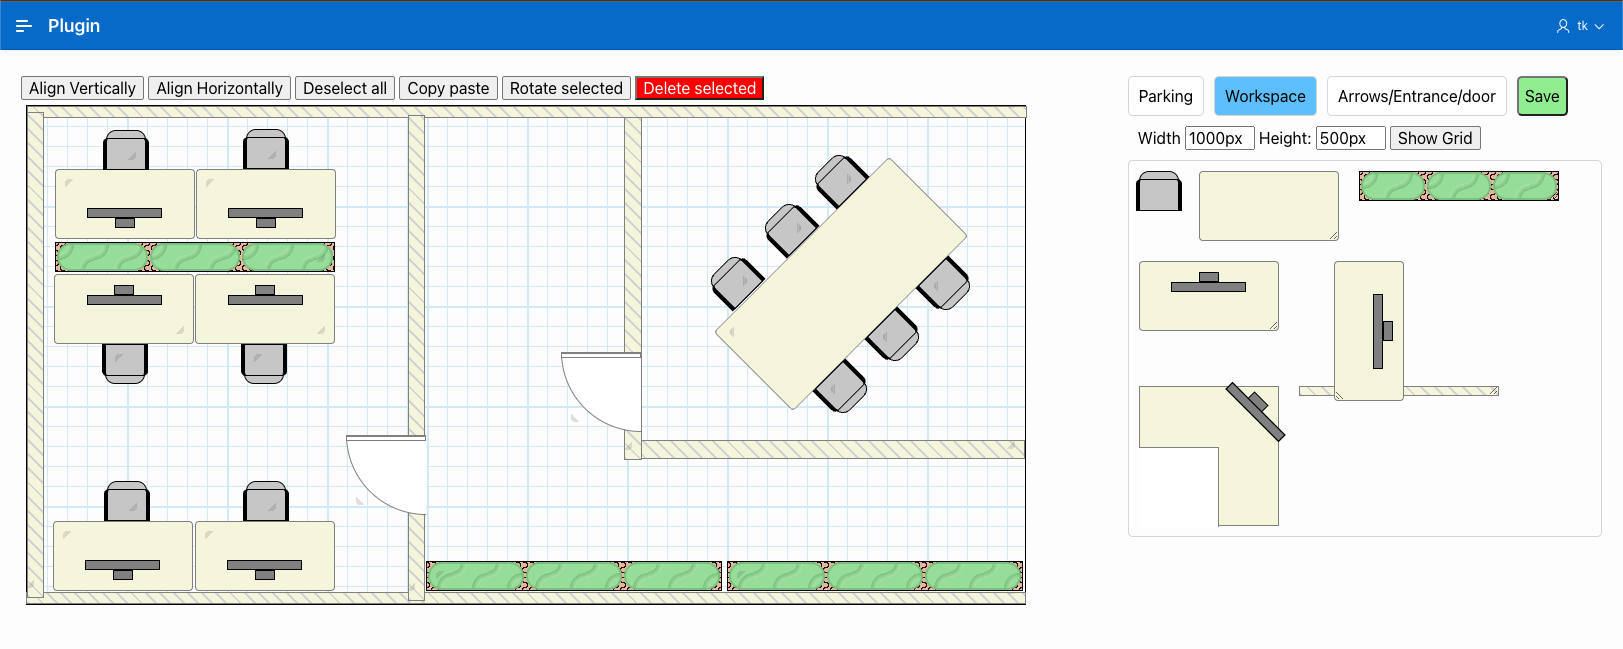 Plugin
tk
Align Vertically Align Horizontally Deselect all Copy paste Rotate selected Delete selected
Parking Workspace Arrows/Entrance/door Save
Width 1000px Height: 500px Show Grid